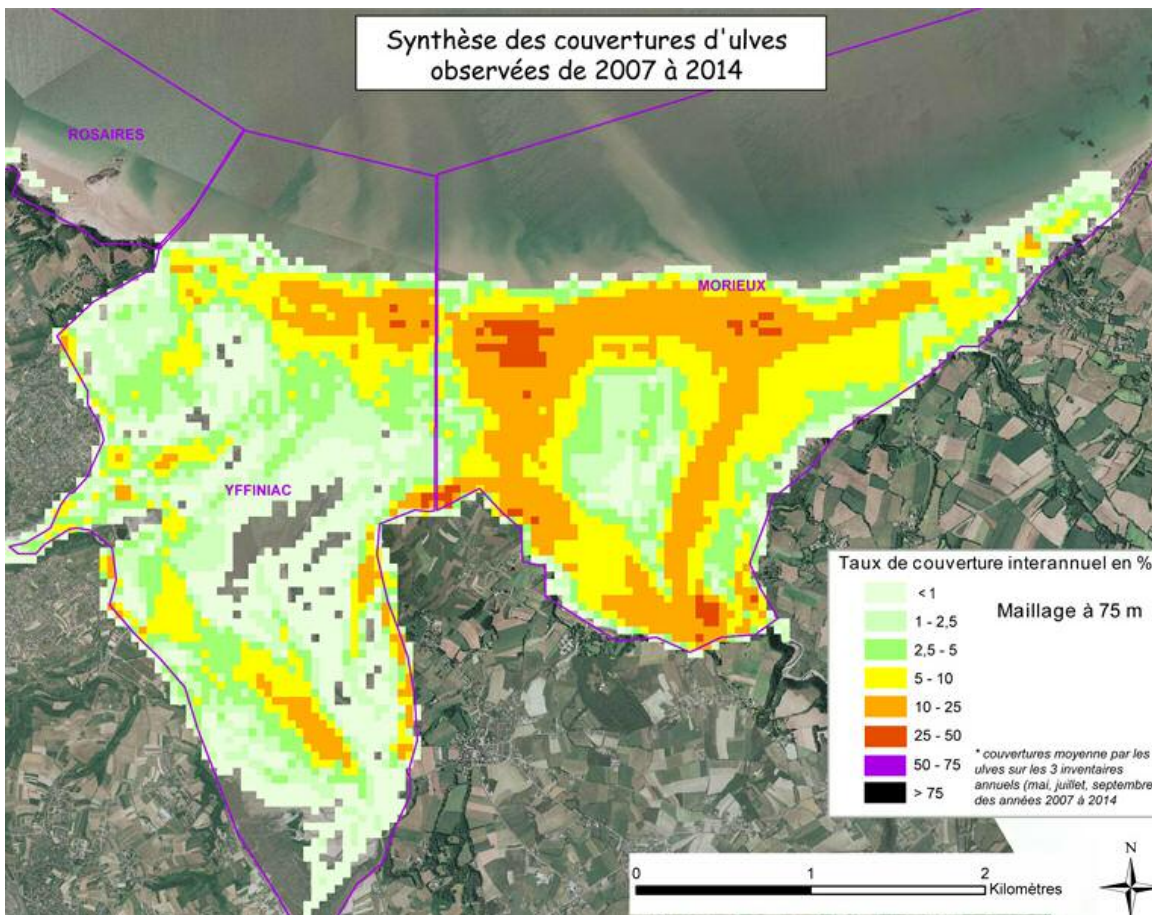 Synthèse des couvertures d'ulves
observées de 2007 à 2014
ROSAIRES
MORIEUX
YFFINIAC
Taux de couverture interannuel en %
< 1
Maillage à 75 m
1 - 2,5
2,5 - 5
5 - 10
10 - 25
25 - 50
50 - 75
> 75
* couvertures moyenne par les
ulves sur les 3 inventaires
annuels (mai, juillet, septembre
des années 2007 à 2014
N
0 1 2
Kilomètres